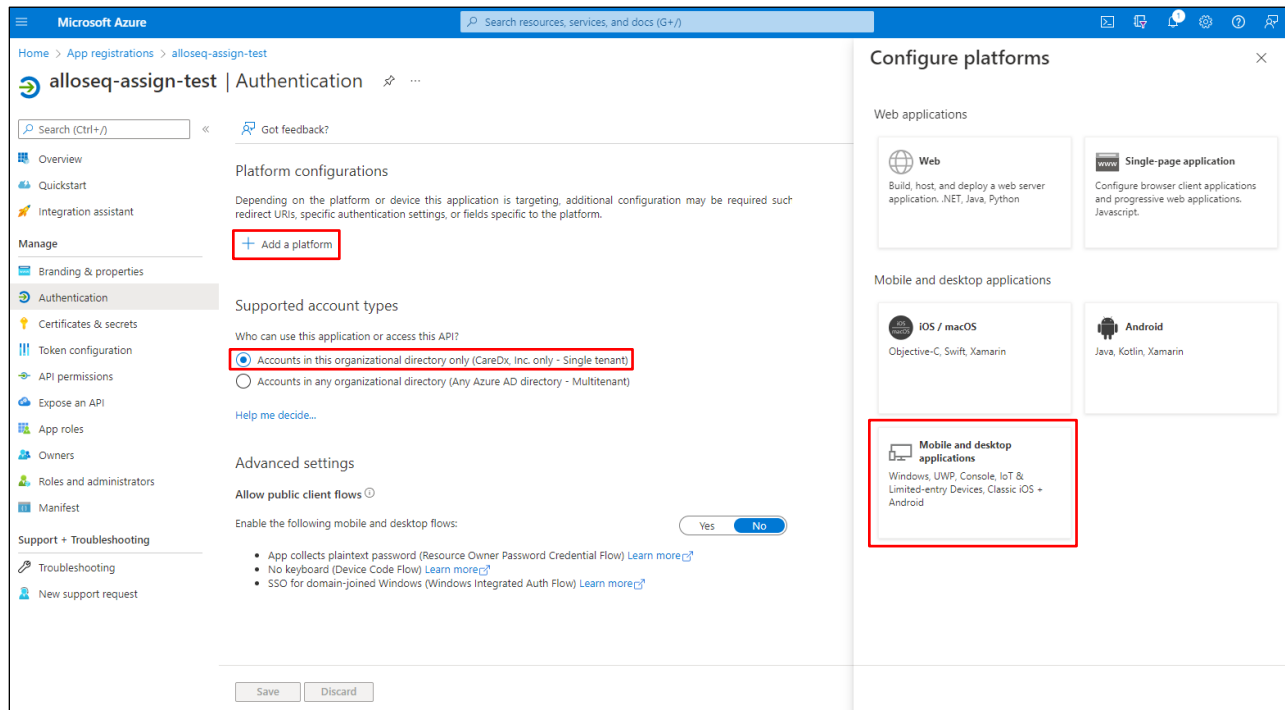 Microsoft Azure
Search resources, services, and docs (G+/)
1
Home > App registrations > alloseq-assign-test
alloseq-assign-test | Authentication
Search (Ctrl+/)
Overview
Quickstart
Integration assistant
Manage
Branding & properties
Authentication
Certificates & secrets
Token configuration
API permissions
Expose an API
App roles
Owners
Roles and administrators
Manifest
Support + Troubleshooting
Troubleshooting
New support request
Got feedback?
Platform configurations
Depending on the platform or device this application is targeting, additional configuration may be required such
redirect URIs, specific authentication settings, or fields specific to the platform.
Add a platform
Supported account types
Who can use this application or access this API?
Accounts in this organizational directory only (CareDx, Inc. only - Single tenant)
Accounts in any organizational directory (Any Azure AD directory - Multitenant)
Help me decide...
Advanced settings
Allow public client flows
Enable the following mobile and desktop flows:
Yes No
App collects plaintext password (Resource Owner Password Credential Flow) Learn more
No keyboard (Device Code Flow) Learn more
SSO for domain-joined Windows (Windows Integrated Auth Flow) Learn more
Save Discard
Configure platforms
Web applications
Web
Build, host, and deploy a web server
application. .NET, Java, Python
www
Single-page application
Configure browser client applications
and progressive web applications.
Javascript.
Mobile and desktop applications
iOS
macOS
iOS / macOS
Objective-C, Swift, Xamarin
Android
Java, Kotlin, Xamarin
Mobile and desktop
applications
Windows, UWP, Console, IoT &
Limited-entry Devices, Classic iOS +
Android